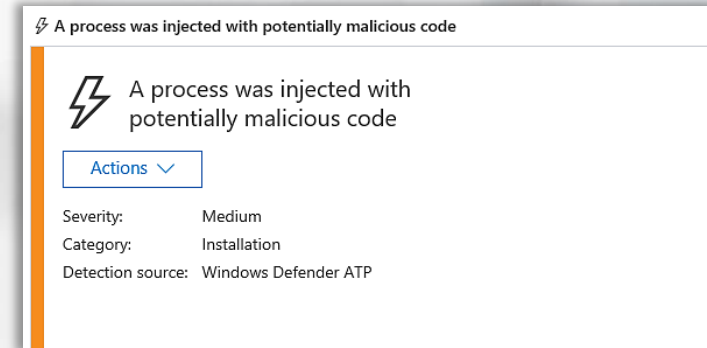 A process was injected with potentially malicious code
A process was injected with
potentially malicious code
Actions
Severity: Medium
Category: Installation
Detection source: Windows Defender ATP